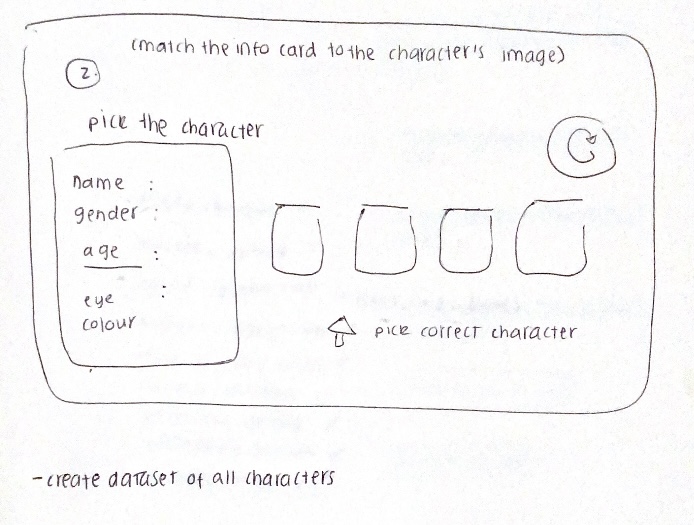 (match the info card to the character's image)
2.
pick the character
name :
gender :
age :
eye :
colour
pick correct character
- create dataset of all characters